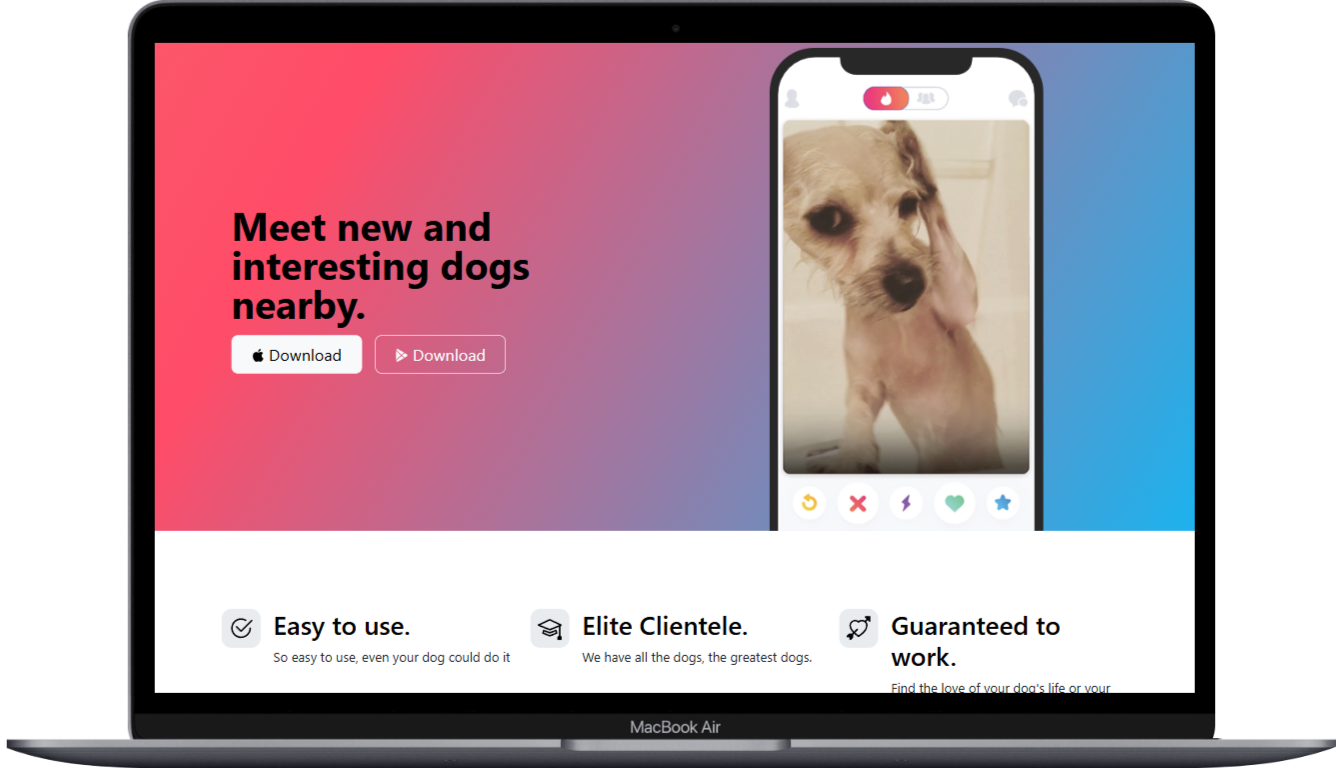 Meet new and
interesting dogs
nearby.
Download
Download
Easy to use.
So easy to use, even your dog could do it
Elite Clientele.
We have all the dogs, the greatest dogs.
Guaranteed to
work.
Find the love of your dog's life or your
MacBook Air